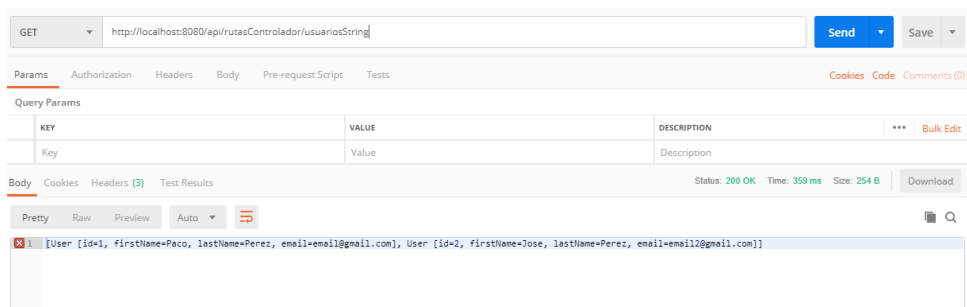 GET http://localhost:8080/api/rutasControlador/usuariosString Send Save
Params Authorization Headers Body Pre-request Script Tests Cookies Code Comments (0)
Query Params
KEY VALUE DESCRIPTION ••• Bulk Edit
Key Value Description
Body Cookies Headers (3) Test Results Status: 200 OK Time: 359 ms Size: 254 B Download
Pretty Raw Preview Auto
1 [User [id=1, firstName=Paco, lastName=Perez, email=email@gmail.com], User [id=2, firstName=Jose, lastName=Perez, email=email2@gmail.com]]